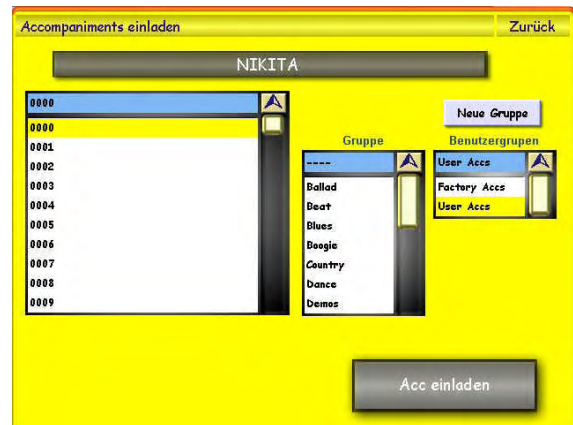 Accompaniments einladen Zurück
NIKITA
0000
0000
0001
0002
0003
0004
0005
0006
0007
0008
0009
Neue Gruppe
Gruppe
----
Ballad
Beat
Blues
Boogie
Country
Dance
Demos
Benutzergrupen
User Accs
Factory Accs
User Accs
Acc einladen